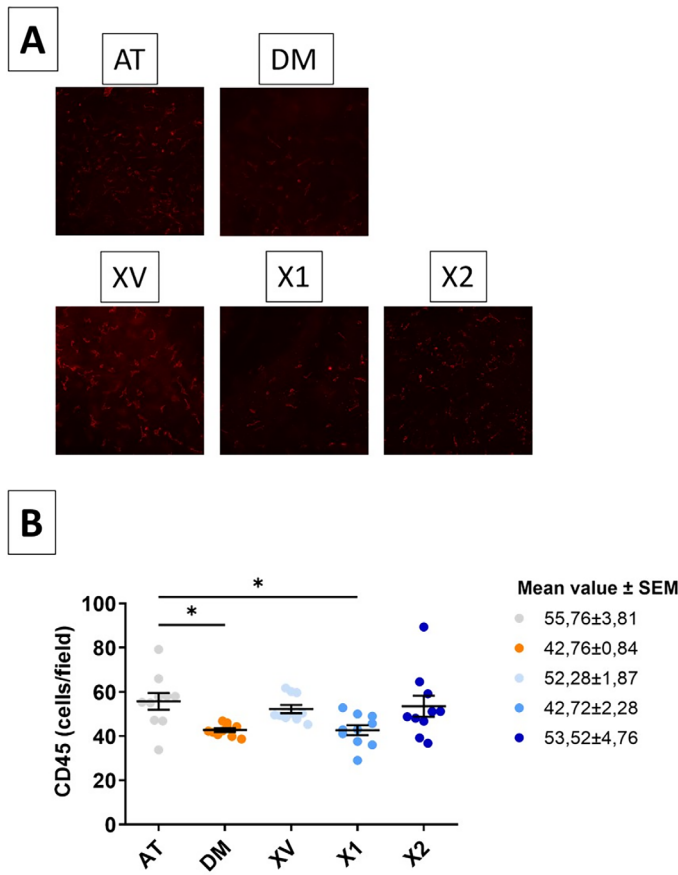 A
AT
DM
XV
X1
X2
B
*
*
100
80
60
40
20
0
CD45 (cells/field)
AT
DM
XV
X1
X2
Mean value ± SEM
55,76±3,81
42,76±0,84
52,28±1,87
42,72±2,28
53,52±4,76